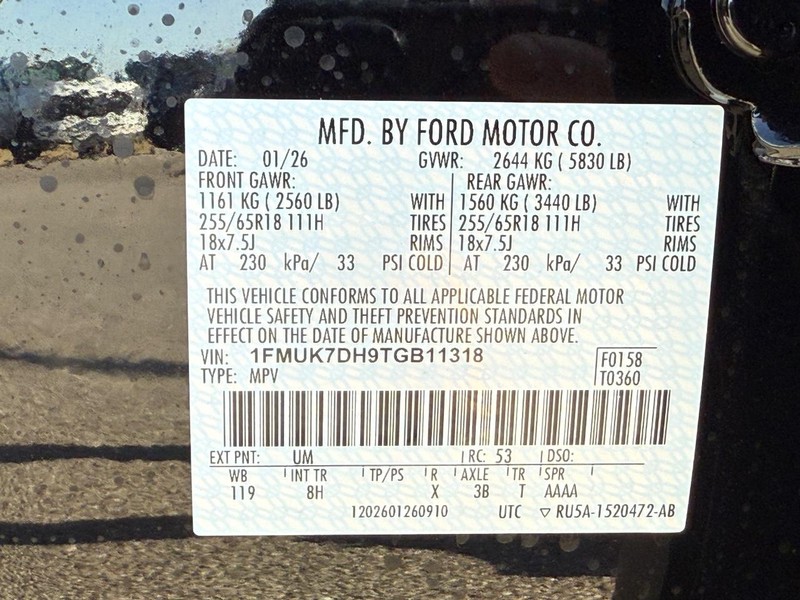 MFD. BY FORD MOTOR CO.
DATE: 01/26 GVWR: 2644 KG ( 5830 LB)
FRONT GAWR: REAR GAWR:
1161 KG ( 2560 LB) WITH 1560 KG ( 3440 LB) WITH
255/65R18 111H TIRES 255/65R18 111H TIRES
18x7.5J RIMS 18x7.5J RIMS
AT 230 kPa/ 33 PSI COLD AT 230 kPa/ 33 PSI COLD
THIS VEHICLE CONFORMS TO ALL APPLICABLE FEDERAL MOTOR
VEHICLE SAFETY AND THEFT PREVENTION STANDARDS IN
EFFECT ON THE DATE OF MANUFACTURE SHOWN ABOVE.
VIN: 1FMUK7DH9TGB11318 F0158
TYPE: MPV T0360
EXT PNT: UM RC: 53 DSO:
WB INT TR TP/PS R AXLE TR SPR
119 8H X 3B T AAAA
1202601260910 UTC ▽ RU5A-1520472-AB